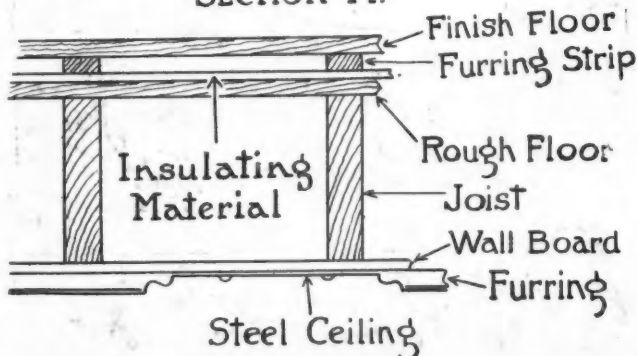 Finish Floor
Furring Strip
Insulating
Material
Rough Floor
Joist
Wall Board
Furring
Steel Ceiling